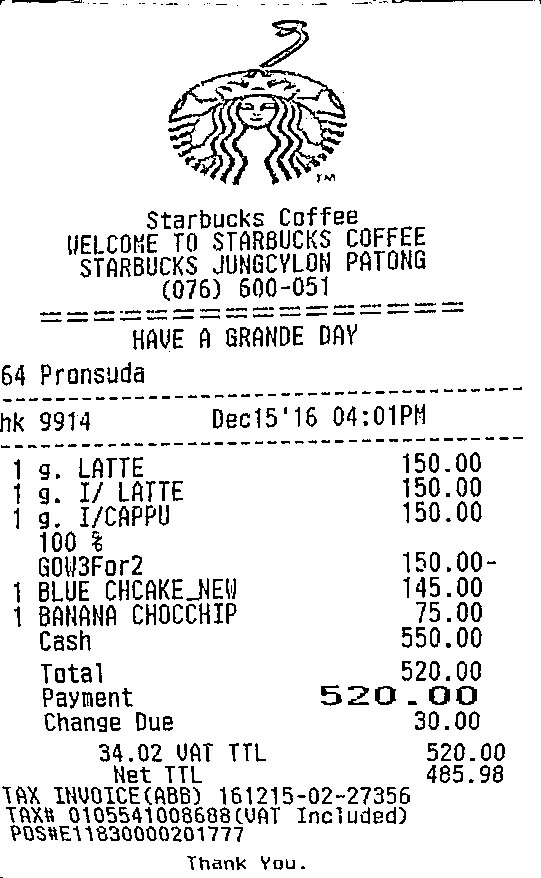 TM
Starbucks Coffee
WELCOME TO STARBUCKS COFFEE
STARBUCKS JUNGCYLON PATONG
(076) 600-051
================
HAVE A GRANDE DAY
64 Pronsuda
hk 9914 Dec15'16 04:01PM
1 g. LATTE 150.00
1 g. I/ LATTE 150.00
1 g. I/CAPPU 150.00
100 %
GOW3For2 150.00-
1 BLUE CHCAKE_NEW 145.00
1 BANANA CHOCCHIP 75.00
Cash 550.00
Total 520.00
Payment 520.00
Change Due 30.00
34.02 VAT TTL 520.00
Net TTL 485.98
TAX INVOICE(ABB) 161215-02-27356
TAX# 0105541008688(VAT Included)
POS#E11830000201777
Thank You.